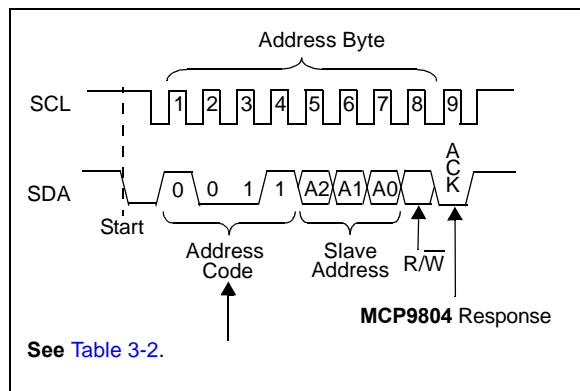 Address Byte
SCL 1 2 3 4 5 6 7 8 9
SDA 0 0 1 1 A2 A1 A0 ACK
Start
Address Code
Slave Address
R/W̅
MCP9804 Response
See Table 3-2.